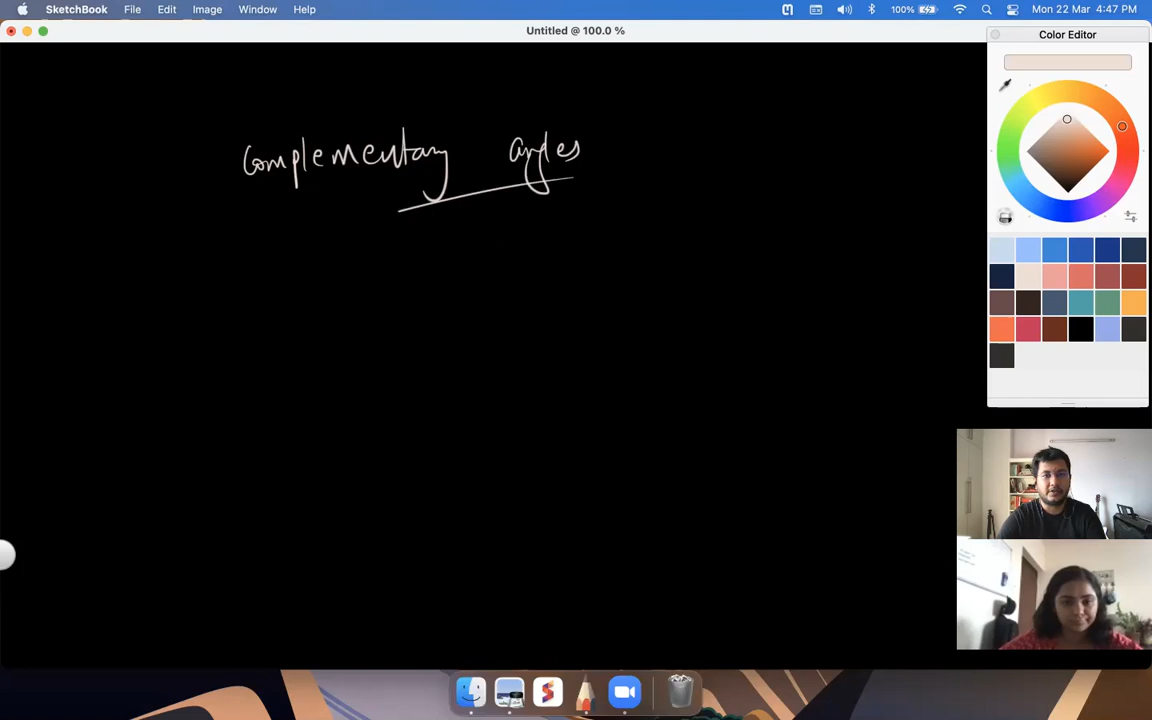 SketchBook File Edit Image Window Help 100% Mon 22 Mar 4:47 PM
Untitled @ 100.0 %
Color Editor
Complementary angles